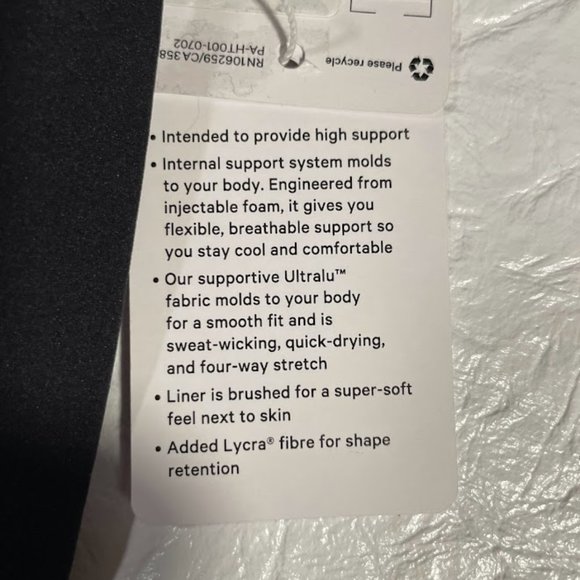 Please recycle
RN106259/CA358
PA-HT001-0702
• Intended to provide high support
• Internal support system molds
to your body. Engineered from
injectable foam, it gives you
flexible, breathable support so
you stay cool and comfortable
• Our supportive Ultralu™
fabric molds to your body
for a smooth fit and is
sweat-wicking, quick-drying,
and four-way stretch
• Liner is brushed for a super-soft
feel next to skin
• Added Lycra® fibre for shape
retention